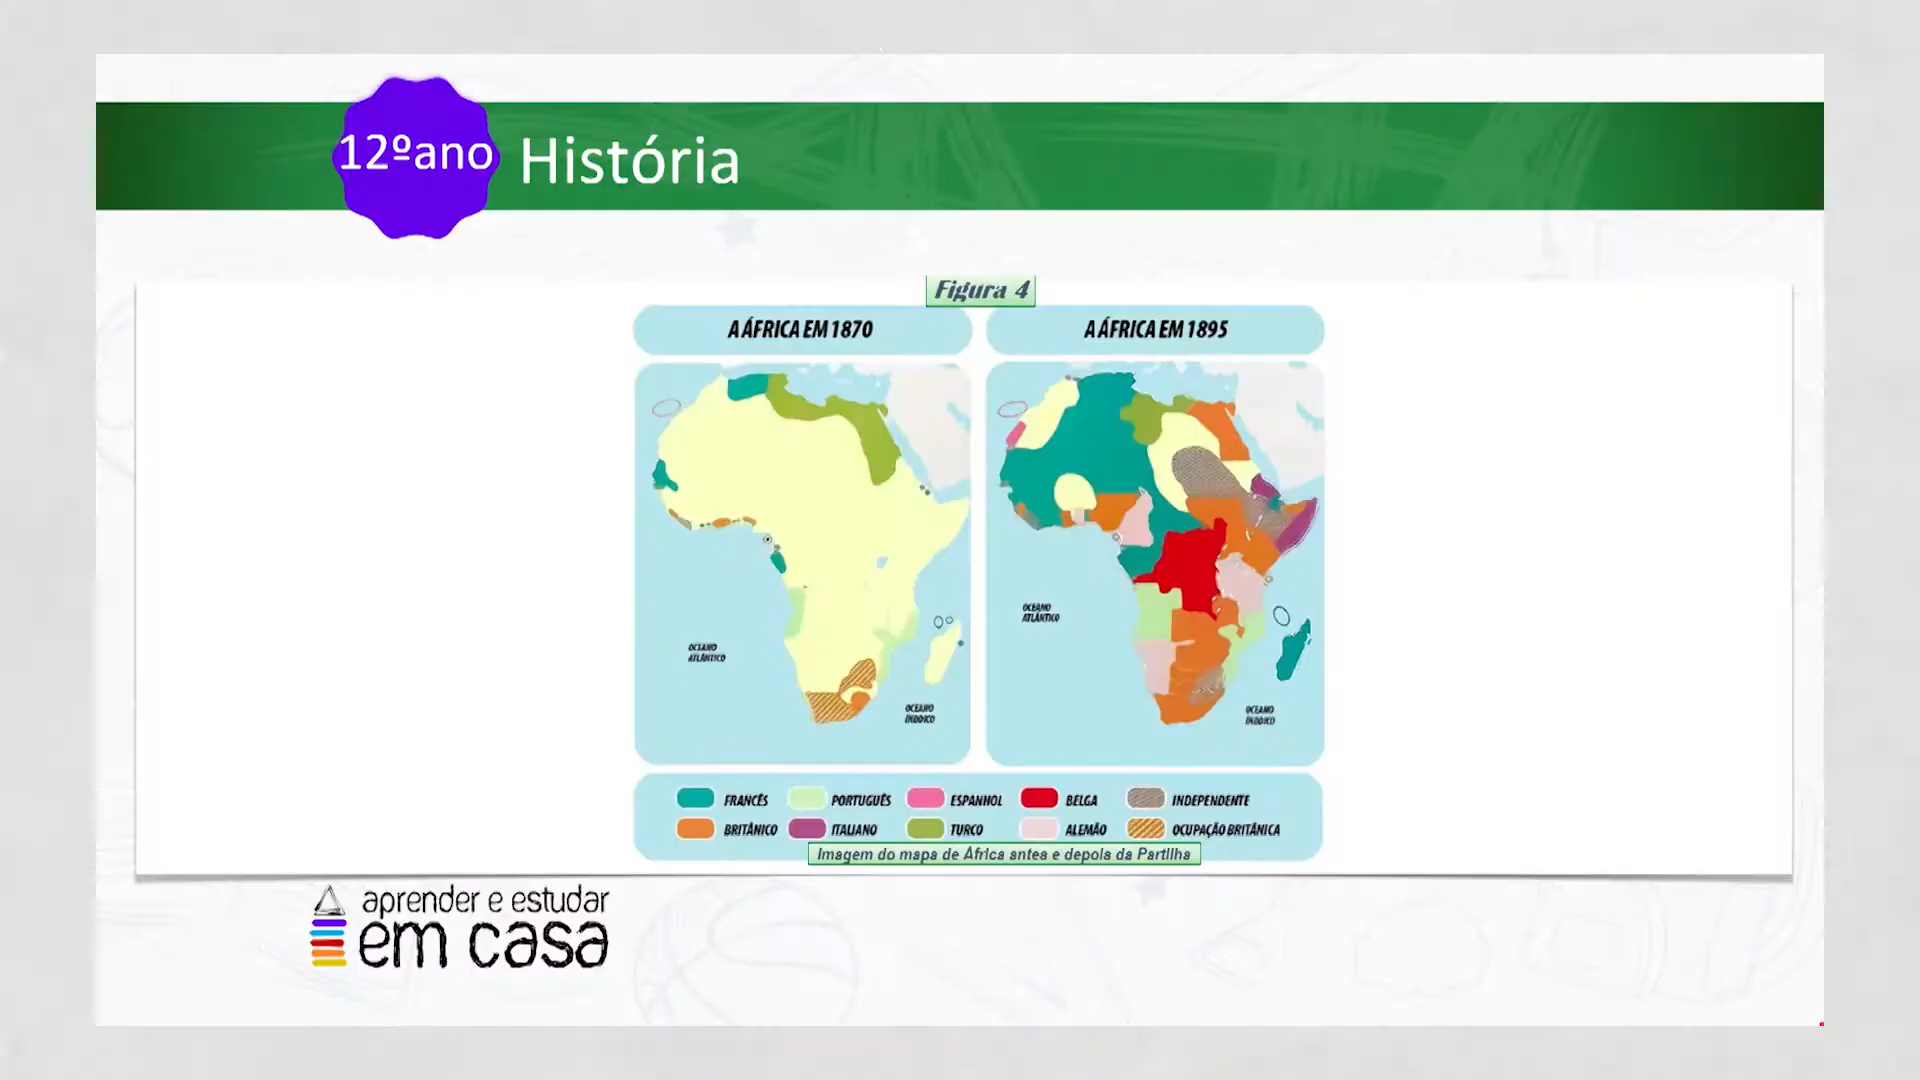 12ºano
História
Figura 4
A ÁFRICA EM 1870
A ÁFRICA EM 1895
OCEANO
ATLÂNTICO
OCEANO
ÍNDDICO
OCEANO
ATLÂNTICO
OCEANO
ÍNDDICO
FRANCÊS
PORTUGUÊS
ESPANHOL
BELGA
INDEPENDENTE
BRITÂNICO
ITALIANO
TURCO
ALEMÃO
OCUPAÇÃO BRITÂNICA
Imagem do mapa de África antes e depois da Partilha
aprender e estudar
em casa